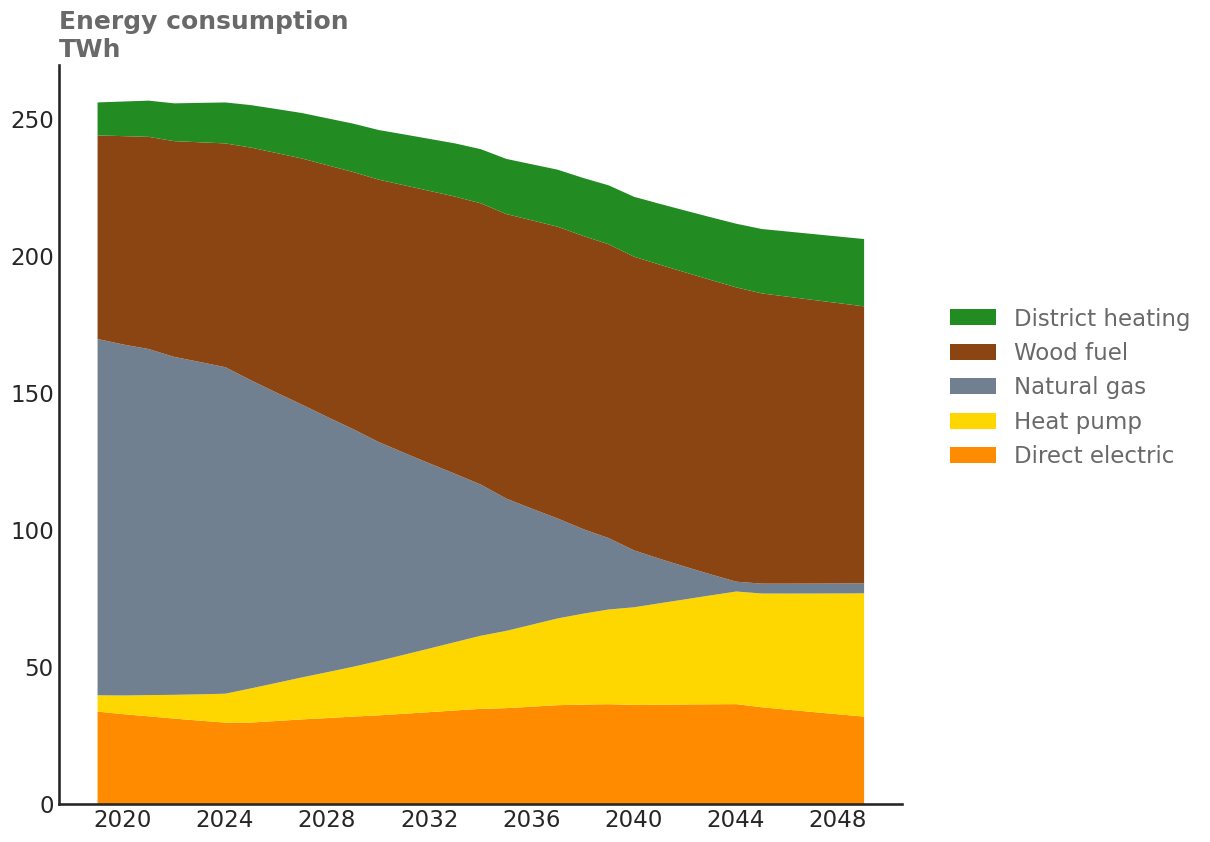 Energy consumption
TWh
250
200
150
100
50
0
2020 2024 2028 2032 2036 2040 2044 2048
District heating
Wood fuel
Natural gas
Heat pump
Direct electric